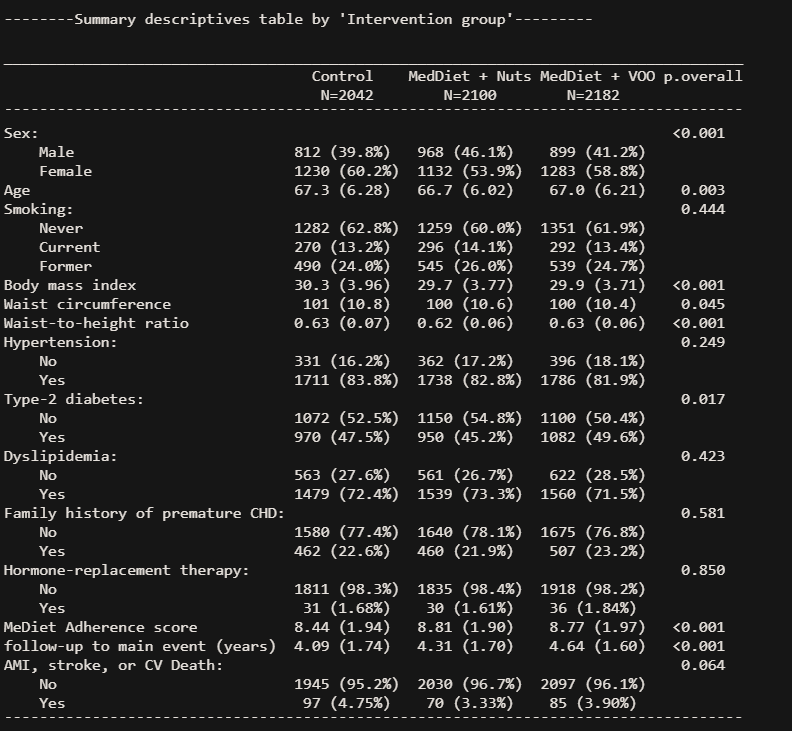 --------Summary descriptives table by 'Intervention group'---------
Control MedDiet + Nuts MedDiet + VOO p.overall
N=2042 N=2100 N=2182
Sex: <0.001
Male 812 (39.8%) 968 (46.1%) 899 (41.2%)
Female 1230 (60.2%) 1132 (53.9%) 1283 (58.8%)
Age 67.3 (6.28) 66.7 (6.02) 67.0 (6.21) 0.003
Smoking: 0.444
Never 1282 (62.8%) 1259 (60.0%) 1351 (61.9%)
Current 270 (13.2%) 296 (14.1%) 292 (13.4%)
Former 490 (24.0%) 545 (26.0%) 539 (24.7%)
Body mass index 30.3 (3.96) 29.7 (3.77) 29.9 (3.71) <0.001
Waist circumference 101 (10.8) 100 (10.6) 100 (10.4) 0.045
Waist-to-height ratio 0.63 (0.07) 0.62 (0.06) 0.63 (0.06) <0.001
Hypertension: 0.249
No 331 (16.2%) 362 (17.2%) 396 (18.1%)
Yes 1711 (83.8%) 1738 (82.8%) 1786 (81.9%)
Type-2 diabetes: 0.017
No 1072 (52.5%) 1150 (54.8%) 1100 (50.4%)
Yes 970 (47.5%) 950 (45.2%) 1082 (49.6%)
Dyslipidemia: 0.423
No 563 (27.6%) 561 (26.7%) 622 (28.5%)
Yes 1479 (72.4%) 1539 (73.3%) 1560 (71.5%)
Family history of premature CHD: 0.581
No 1580 (77.4%) 1640 (78.1%) 1675 (76.8%)
Yes 462 (22.6%) 460 (21.9%) 507 (23.2%)
Hormone-replacement therapy: 0.850
No 1811 (98.3%) 1835 (98.4%) 1918 (98.2%)
Yes 31 (1.68%) 30 (1.61%) 36 (1.84%)
MeDiet Adherence score 8.44 (1.94) 8.81 (1.90) 8.77 (1.97) <0.001
follow-up to main event (years) 4.09 (1.74) 4.31 (1.70) 4.64 (1.60) <0.001
AMI, stroke, or CV Death: 0.064
No 1945 (95.2%) 2030 (96.7%) 2097 (96.1%)
Yes 97 (4.75%) 70 (3.33%) 85 (3.90%)